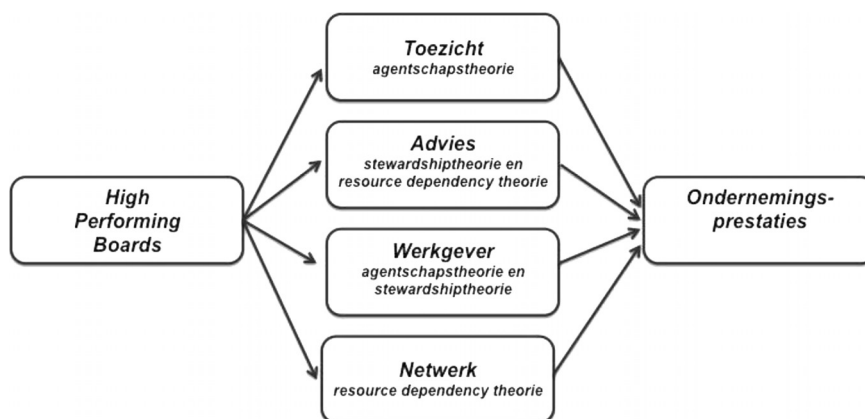 Toezicht
agentschapstheorie
Advies
stewardshiptheorie en
resource dependency theorie
High
Performing
Boards
Ondernemings-
prestaties
Werkgever
agentschapstheorie en
stewardshiptheorie
Netwerk
resource dependency theorie